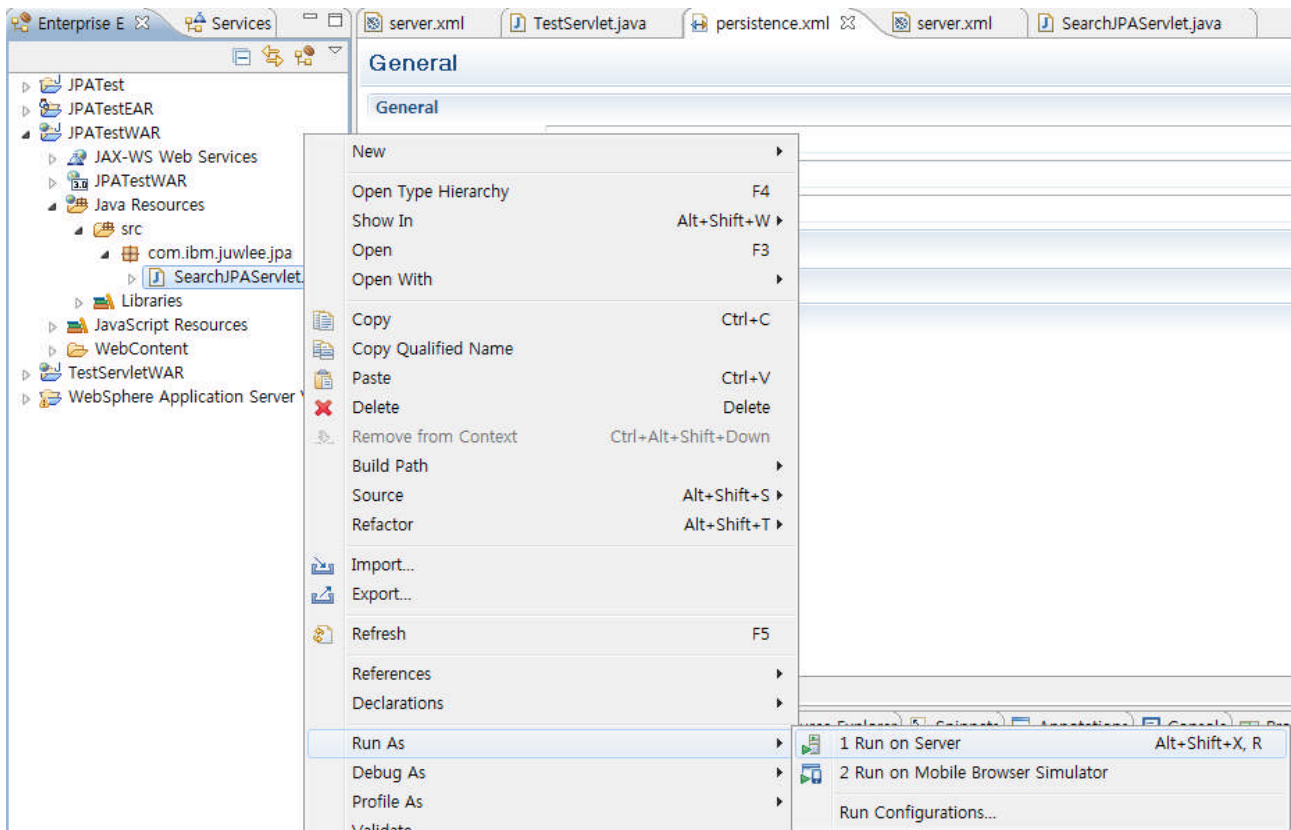 Enterprise E
Services
server.xml
TestServlet.java
persistence.xml
server.xml
SearchJPAServlet.java
General
General
JPATest
JPATestEAR
JPATestWAR
JAX-WS Web Services
3.0 JPATestWAR
Java Resources
src
com.ibm.juwlee.jpa
SearchJPAServlet.
Libraries
JavaScript Resources
WebContent
TestServletWAR
WebSphere Application Server
New
Open Type Hierarchy F4
Show In Alt+Shift+W
Open F3
Open With
Copy Ctrl+C
Copy Qualified Name
Paste Ctrl+V
Delete Delete
Remove from Context Ctrl+Alt+Shift+Down
Build Path
Source Alt+Shift+S
Refactor Alt+Shift+T
Import...
Export...
Refresh F5
References
Declarations
Run As
Debug As
Profile As
Validate
1 Run on Server Alt+Shift+X, R
2 Run on Mobile Browser Simulator
Run Configurations...